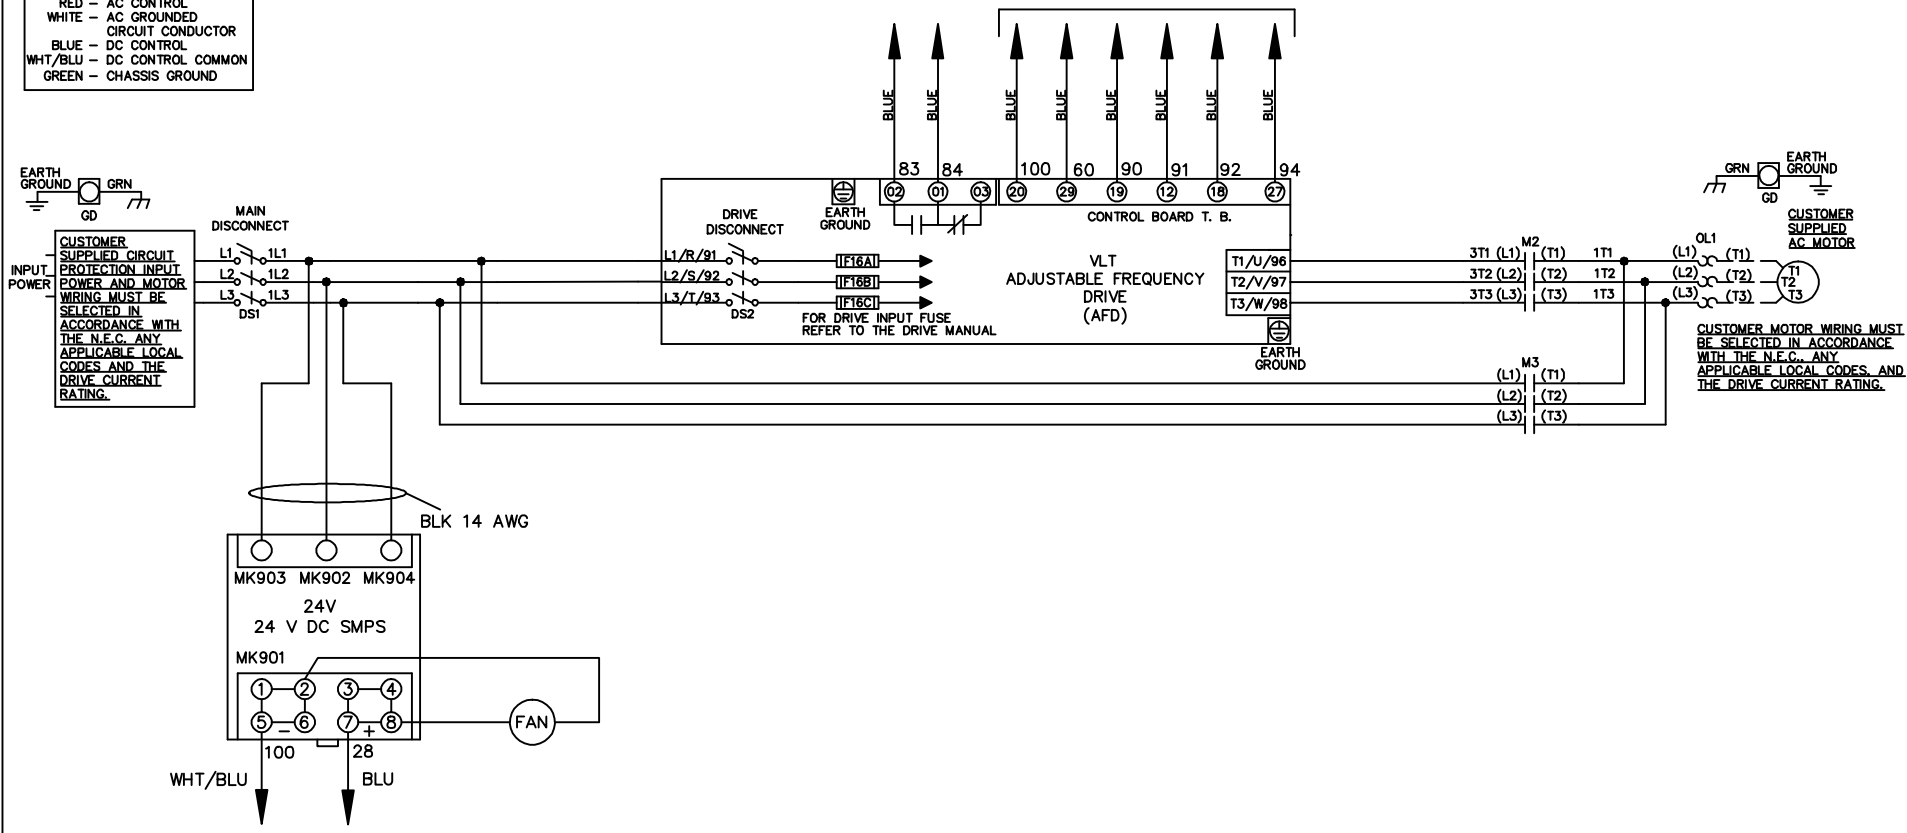 RED - AC CONTROL
WHITE - AC GROUNDED
CIRCUIT CONDUCTOR
BLUE - DC CONTROL
WHT/BLU - DC CONTROL COMMON
GREEN - CHASSIS GROUND
BLUE
BLUE
BLUE
BLUE
BLUE
BLUE
BLUE
BLUE
83
84
100
60
90
91
92
94
02
01
03
20
29
19
12
18
27
EARTH
GROUND
CONTROL BOARD T. B.
EARTH
GROUND
GRN
GD
MAIN
DISCONNECT
CUSTOMER
SUPPLIED CIRCUIT
PROTECTION INPUT
POWER AND MOTOR
WIRING MUST BE
SELECTED IN
ACCORDANCE WITH
THE N.E.C. ANY
APPLICABLE LOCAL
CODES AND THE
DRIVE CURRENT
RATING.
INPUT
POWER
L1
1L1
L2
1L2
L3
1L3
DS1
DRIVE
DISCONNECT
L1/R/91
L2/S/92
L3/T/93
DS2
F16A
F16B
F16C
FOR DRIVE INPUT FUSE
REFER TO THE DRIVE MANUAL
VLT
ADJUSTABLE FREQUENCY
DRIVE
(AFD)
T1/U/96
T2/V/97
T3/W/98
EARTH
GROUND
M2
3T1 (L1) (T1) 1T1
3T2 (L2) (T2) 1T2
3T3 (L3) (T3) 1T3
M3
(L1) (T1)
(L2) (T2)
(L3) (T3)
OL1
(L1) (T1)
(L2) (T2)
(L3) (T3)
T1
T2
T3
GRN
EARTH
GROUND
GD
CUSTOMER
SUPPLIED
AC MOTOR
CUSTOMER MOTOR WIRING MUST
BE SELECTED IN ACCORDANCE
WITH THE N.E.C., ANY
APPLICABLE LOCAL CODES, AND
THE DRIVE CURRENT RATING.
BLK 14 AWG
MK903 MK902 MK904
24V
24 V DC SMPS
MK901
1 2 3 4
5 6 7 8
- +
FAN
100
28
WHT/BLU
BLU